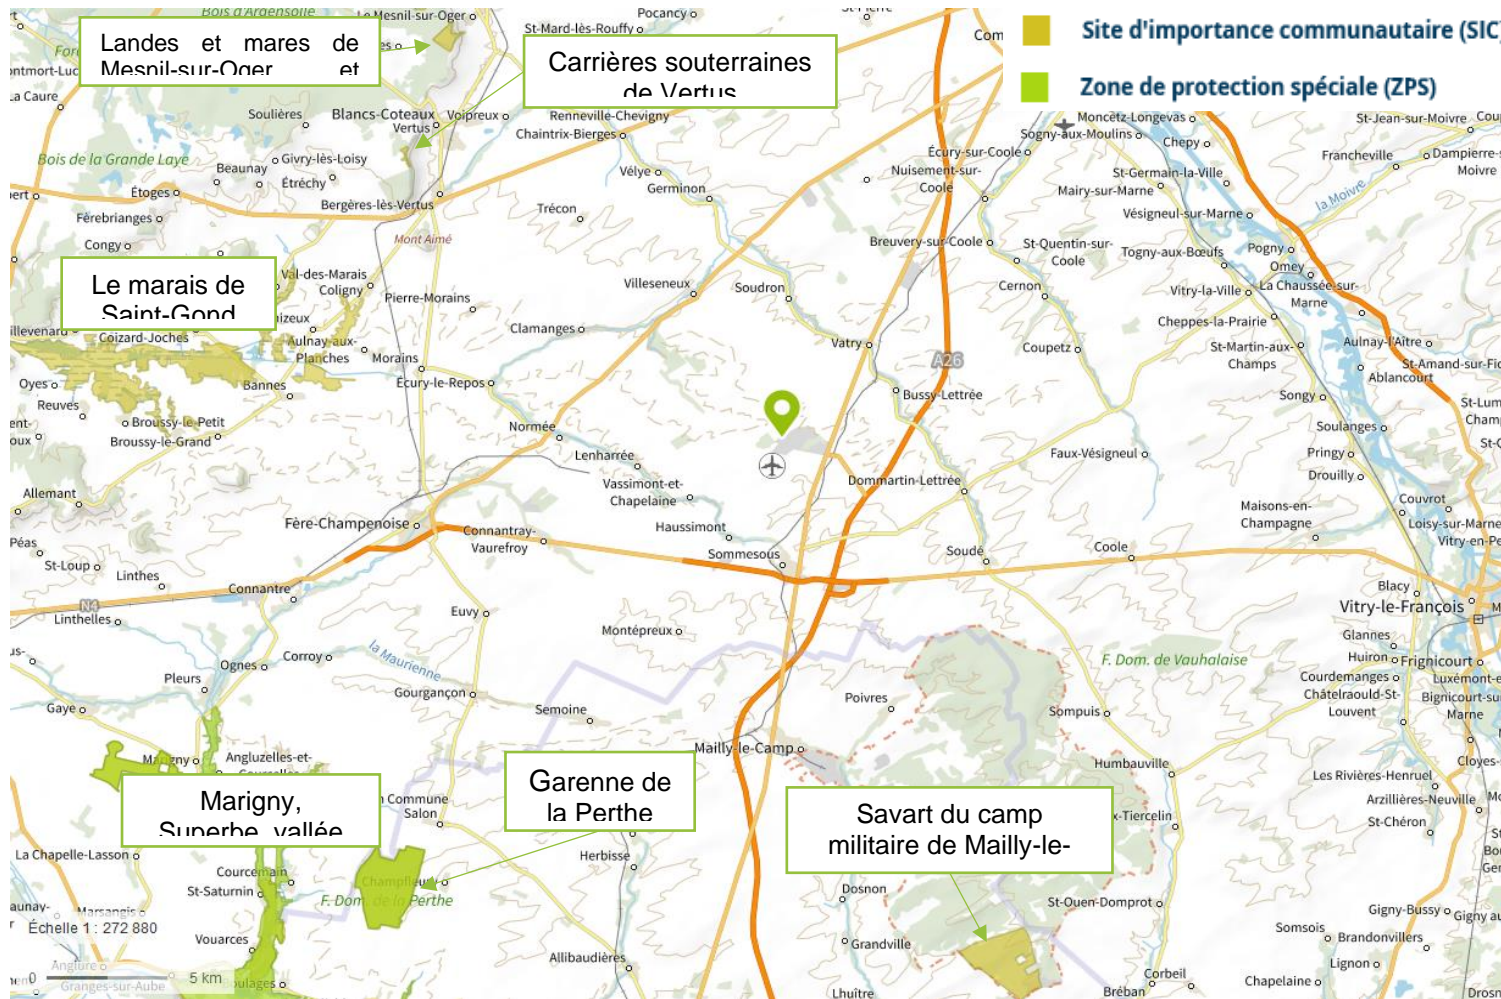 Bois d'Argensolle
Le Mesnil-sur-Oger
Pocancy
St-Mard-lès-Rouffy
Landes et mares de
Mesnil-sur-Oger et
Carrières souterraines
de Vertus
Site d'importance communautaire (SIC)
Zone de protection spéciale (ZPS)
La Caure
Soulières
Blancs-Coteaux
Vertus
Voipreux
Renneville-Chevigny
Chaintrix-Bierges
Moncetz-Longevas
Sogny-aux-Moulins
Chepy
St-Jean-sur-Moivre
Francheville
Dampierre-s
Moivre
la Moivre
Bois de la Grande Laye
Givry-lès-Loisy
Beaunay
Étréchy
Étoges
Bergères-lès-Vertus
Férebrianges
Congy
Mont Aimé
Vélye
Germinon
Trécon
Écury-sur-Coole
Nuisement-sur-
Coole
St-Germain-la-Ville
Mairy-sur-Marne
Vésigneul-sur-Marne
Breuvery-sur-Coole
St-Quentin-sur-
Coole
Togny-aux-Bœufs
Pogny
Omey
La Chaussée-sur-
Marne
Le marais de
Saint-Gond
Val-des-Marais
Coligny
Pierre-Morains
Villeseneux
Soudron
Cernon
Vitry-la-Ville
Cheppes-la-Prairie
Clamanges
Coizard-Joches
Aulnay-aux-
Planches
Morains
Vatry
A26
Coupetz
St-Martin-aux-
Champs
Aulnay-l'Aître
St-Amand-sur-Fio
Ablancourt
Oyes
Reuves
Bannes
Écury-le-Repos
Bussy-Lettrée
Songy
Broussy-le-Petit
Broussy-le-Grand
Normée
Lenharrée
Soulanges
Pringy
Drouilly
Faux-Vésigneul
Allemant
Vassimont-et-
Chapelaine
Dommartin-Lettrée
Couvrot
Maisons-en-
Champagne
Loisy-sur-Marne
Fère-Champenoise
Connantray-
Vaurefroy
Haussimont
Sommesous
Soudé
Coole
Péas
St-Loup
Linthes
Connantre
N4
Linthelles
Euvy
Montépreux
Blacy
Vitry-le-François
Glannes
Huiron
Frignicourt
Ognes
Corroy
la Maurienne
Pleurs
Gourgançon
Gaye
Semoine
Poivres
F. Dom. de Vauhalaise
Sompuis
Courdemanges
Châtelraould-St-
Louvent
Luxémont-e
Bignicourt-su
Marne
Marigny
Angluzelles-et-
Mailly-le-Camp
Humbauville
Cloyes-
Les Rivières-Henruel
Arzillières-Neuville
St-Chéron
Marigny,
Superbe, vallée
Commune
Salon
Garenne de
la Perthe
Savart du camp
militaire de Mailly-le-
x-Tiercelin
La Chapelle-Lasson
Courcemain
St-Saturnin
Champfleury
F. Dom. de la Perthe
Herbisse
Dosnon
St-Ouen-Domprot
Gigny-Bussy
Marsangis
Échelle 1 : 272 880
Vouarces
Grandville
Somsois
Brandonvillers
Lignon
Anglure
0 5 km
Granges-sur-Aube
Boulages
Allibaudières
Lhuître
Corbeil
Bréban
Chapelaine